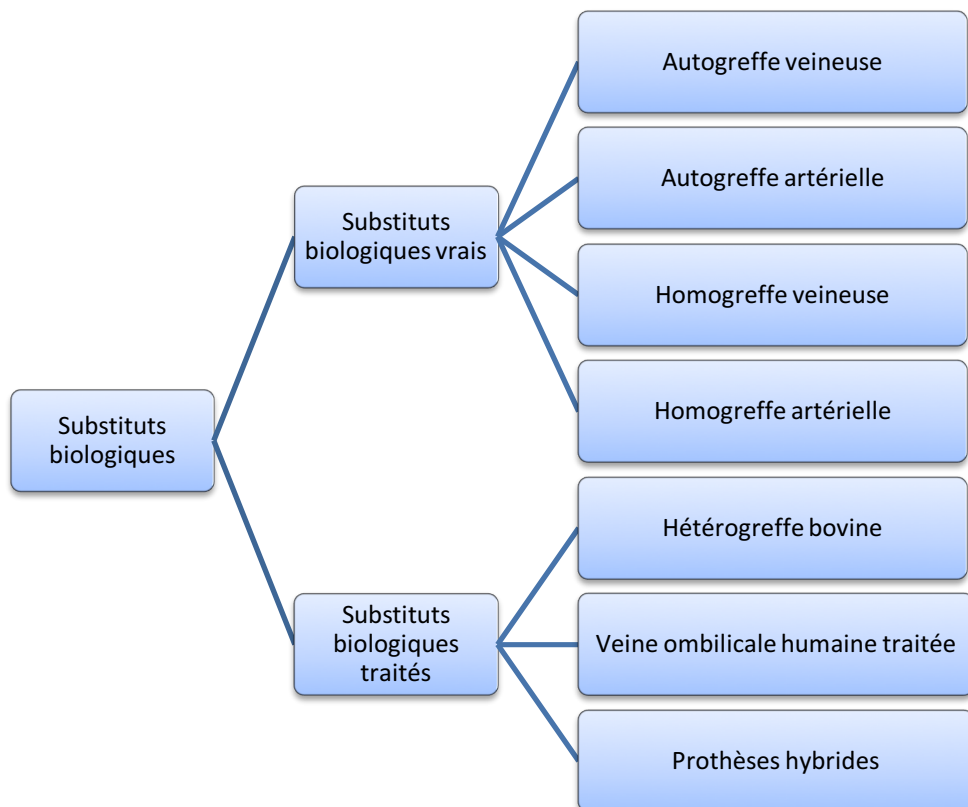 Substituts
biologiques
Substituts
biologiques vrais
Autogreffe veineuse
Autogreffe artérielle
Homogreffe veineuse
Homogreffe artérielle
Substituts
biologiques
traités
Hétérogreffe bovine
Veine ombilicale humaine traitée
Prothèses hybrides